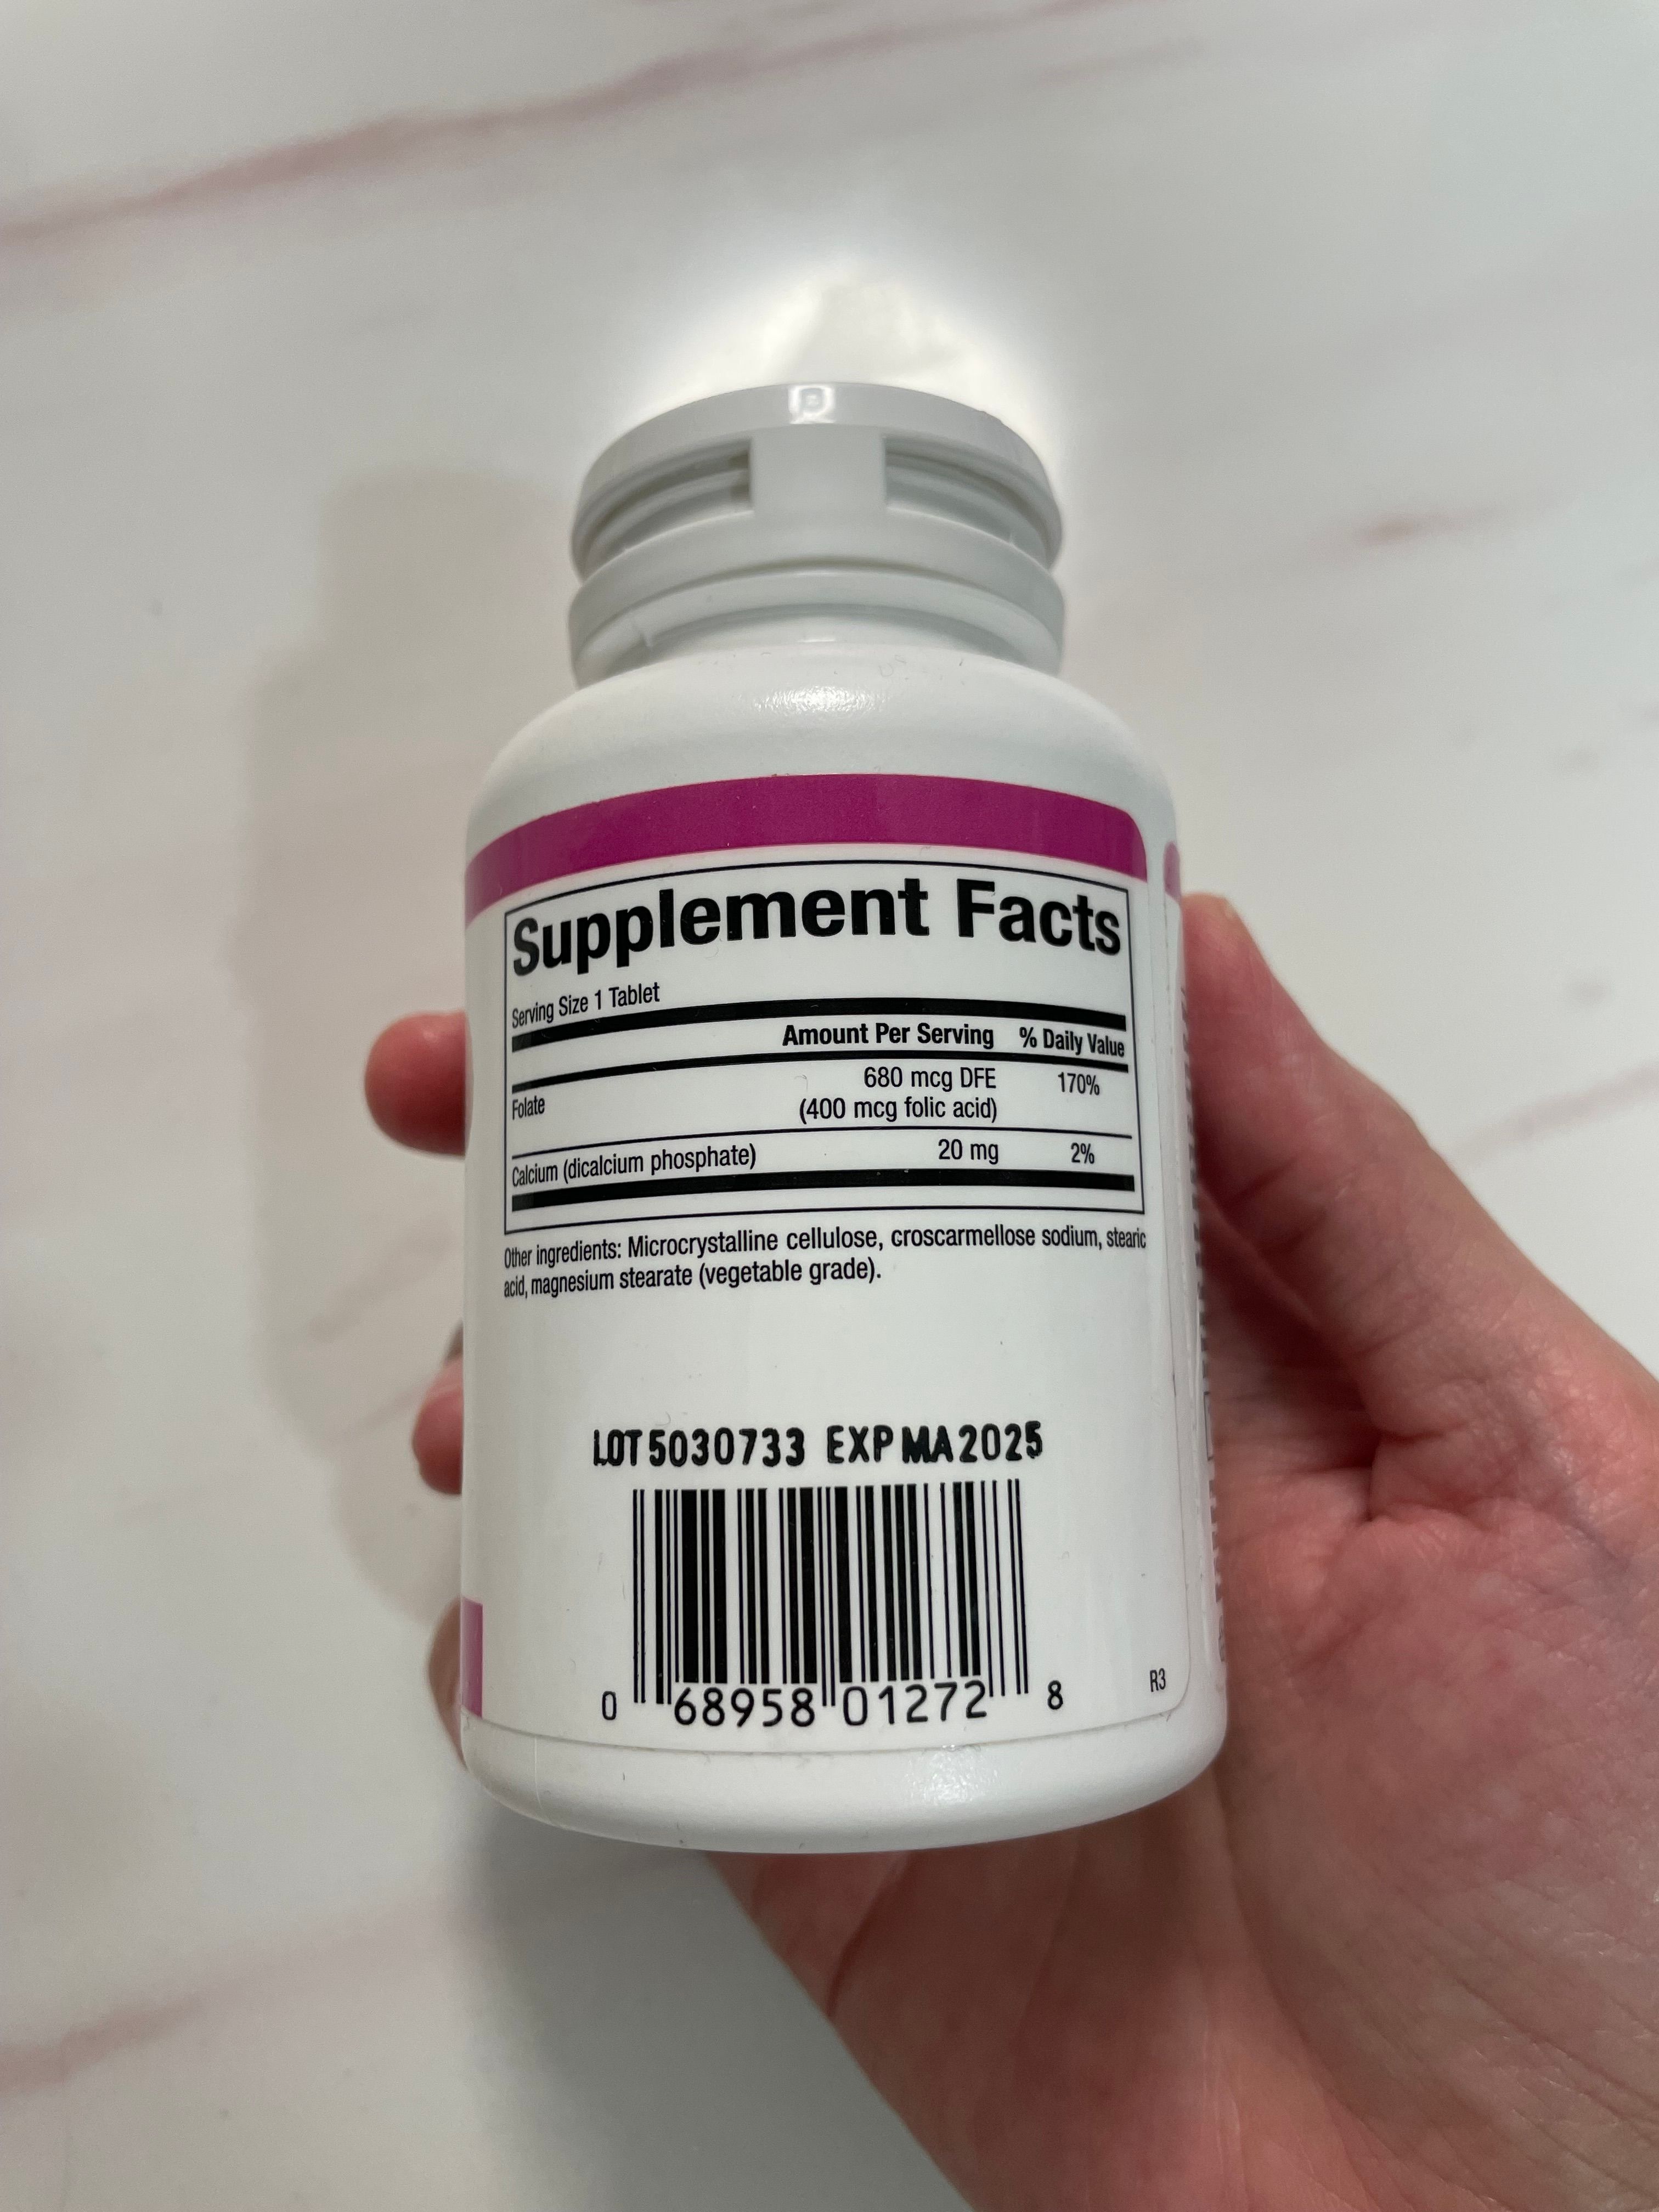 Supplement Facts
Serving Size 1 Tablet
Amount Per Serving % Daily Value
Folate 680 mcg DFE 170%
(400 mcg folic acid)
Calcium (dicalcium phosphate) 20 mg 2%
Other ingredients: Microcrystalline cellulose, croscarmellose sodium, stearic
acid, magnesium stearate (vegetable grade).
LOT 5030733 EXP MA2025
0 68958 01272 8
R3